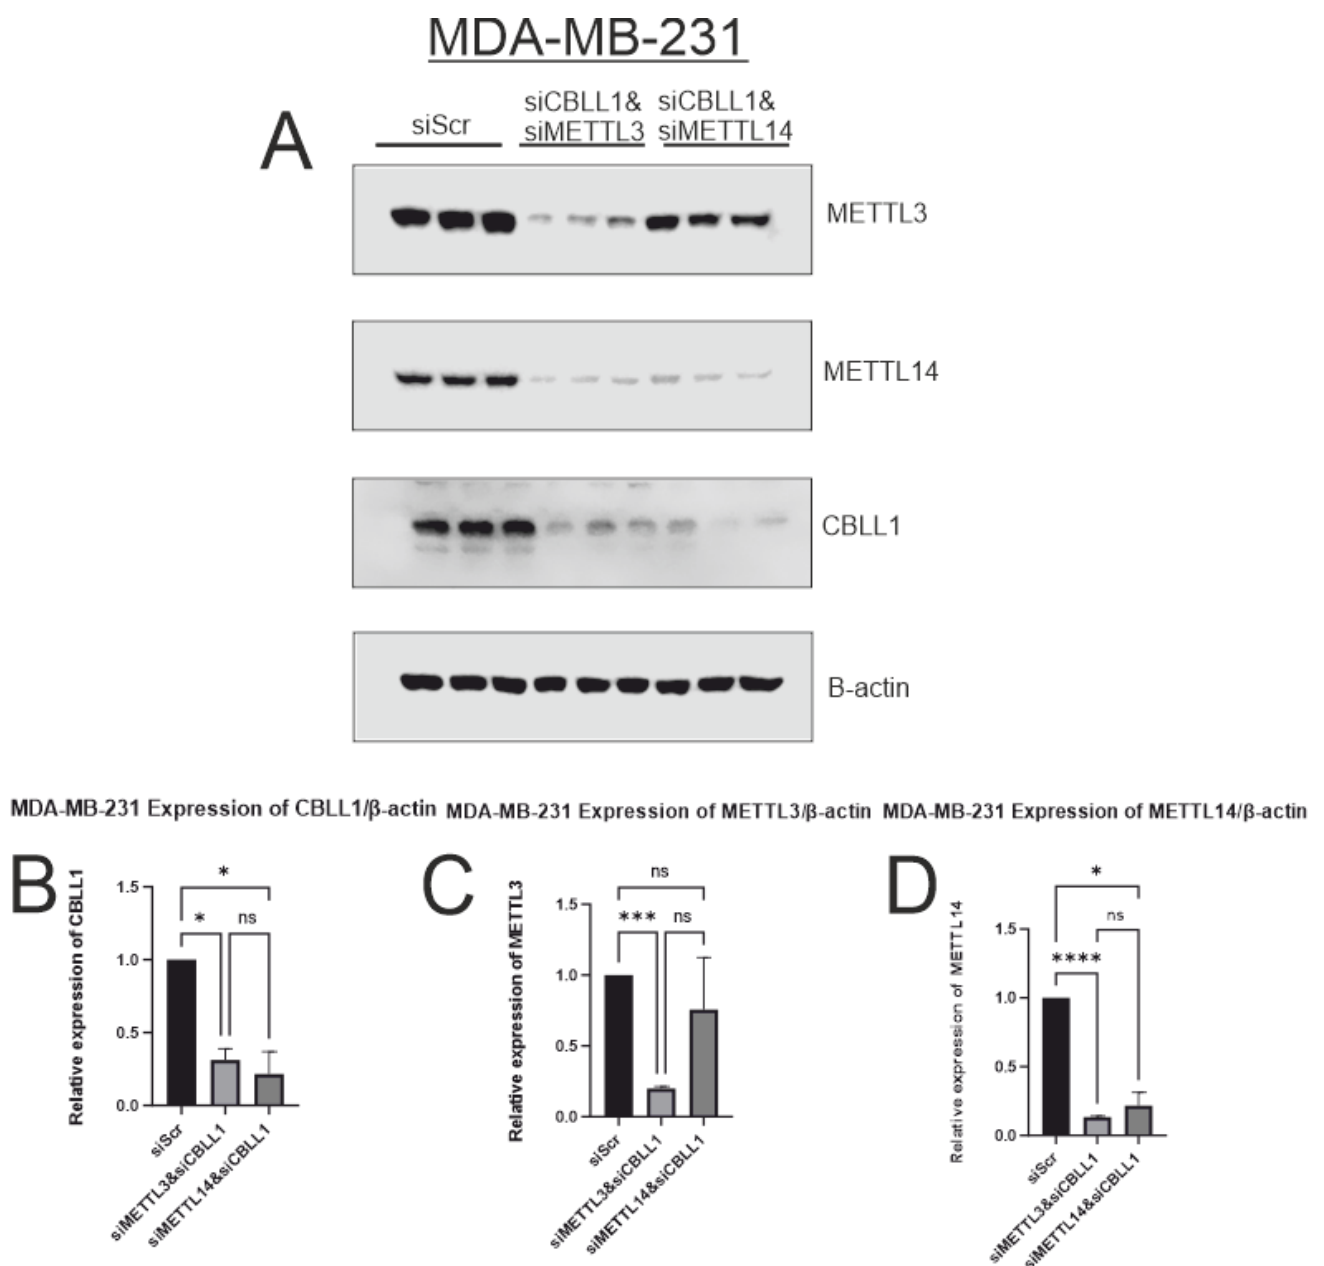 MDA-MB-231
A
siScr
siCBLL1&
siMETTL3
siCBLL1&
siMETTL14
METTL3
METTL14
CBLL1
B-actin
MDA-MB-231 Expression of CBLL1/β-actin
MDA-MB-231 Expression of METTL3/β-actin
MDA-MB-231 Expression of METTL14/β-actin
B
Relative expression of CBLL1
1.5
1.0
0.5
0.0
*
*
ns
siScr
siMETTL3&siCBLL1
siMETTL14&siCBLL1
C
Relative expression of METTL3
1.5
1.0
0.5
0.0
ns
***
ns
siScr
siMETTL3&siCBLL1
siMETTL14&siCBLL1
D
Relative expression of METTL14
1.5
1.0
0.5
0.0
*
ns
****
siScr
siMETTL3&siCBLL1
siMETTL14&siCBLL1